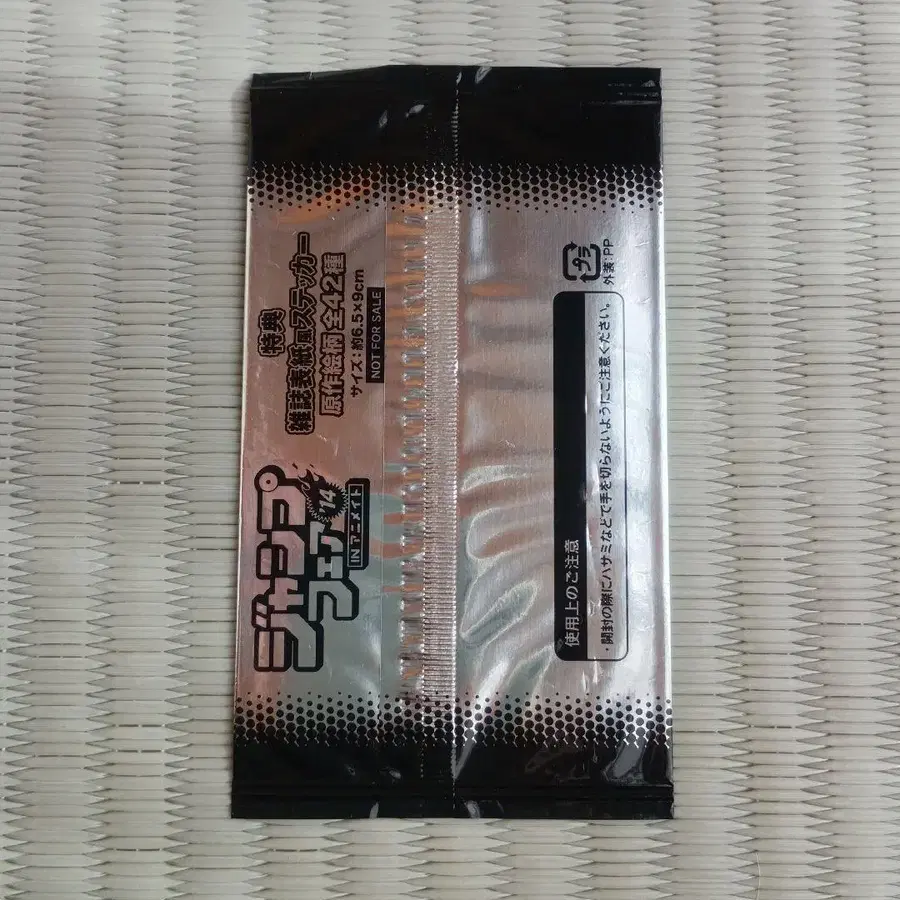 ジャンプ
フェア'14
INアニメイト
特典
雑誌表紙風ステッカー
原作絵柄 全42種
サイズ：約6.5×9cm
NOT FOR SALE
使用上のご注意
・開封の際にハサミなどで手を切らないようにご注意ください。
プラ
外装：PP